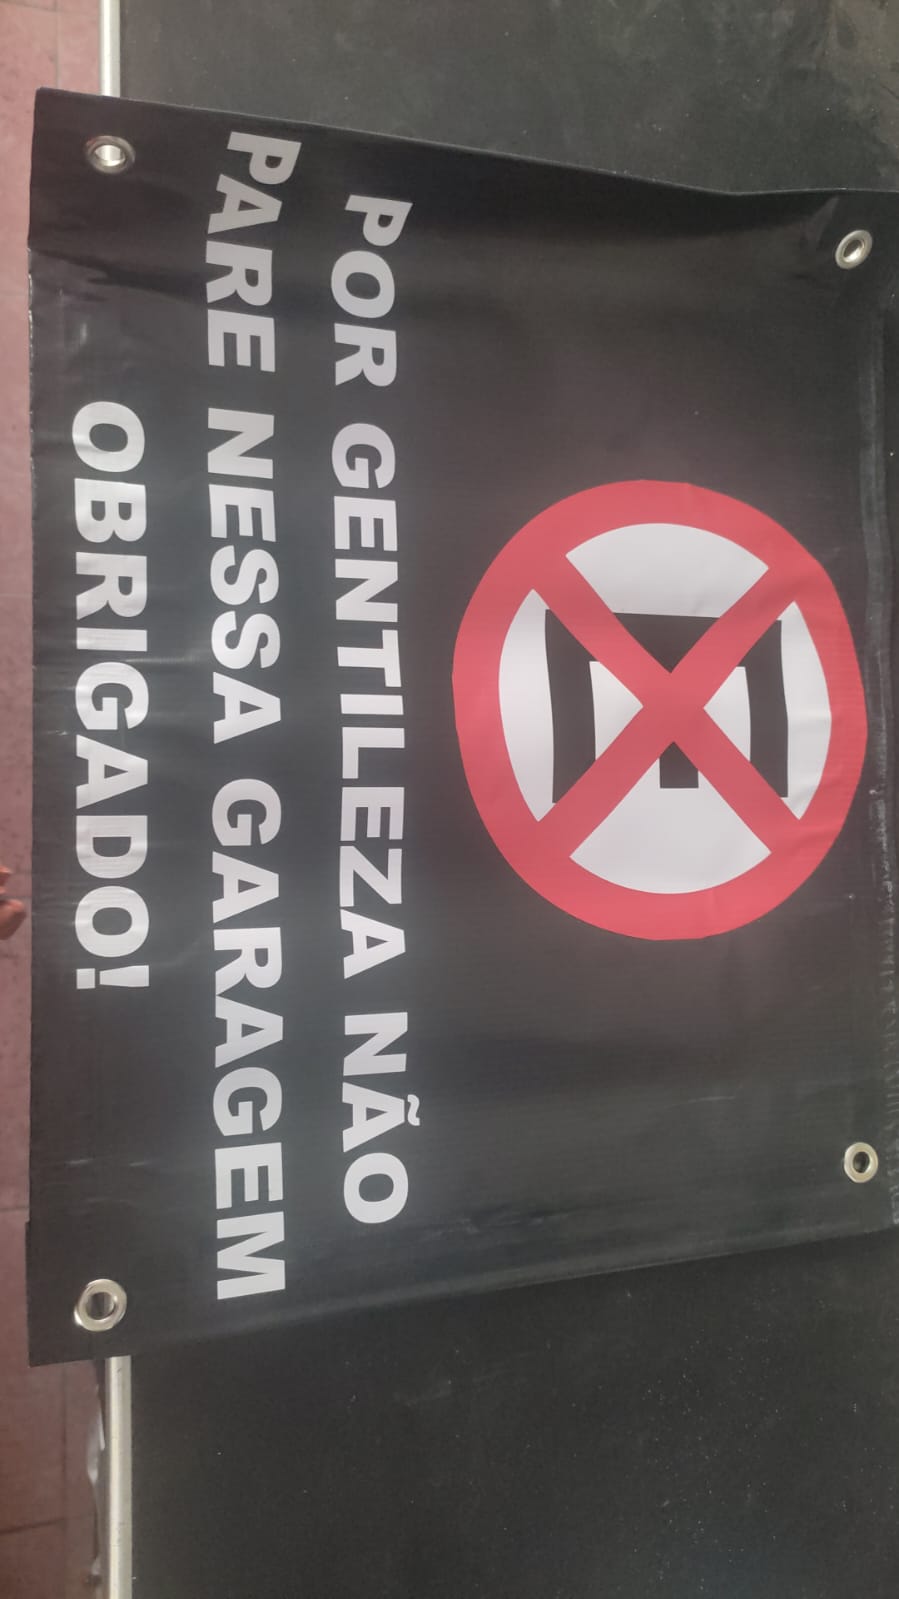 POR GENTILEZA NÃO
PARE NESSA GARAGEM
OBRIGADO!